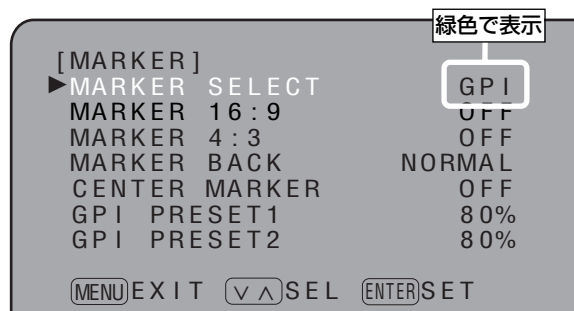 緑色で表示
[MARKER]
▶MARKER SELECT GPI
MARKER 16:9 OFF
MARKER 4:3 OFF
MARKER BACK NORMAL
CENTER MARKER OFF
GPI PRESET1 80%
GPI PRESET2 80%
MENU EXIT ∨∧ SEL ENTER SET